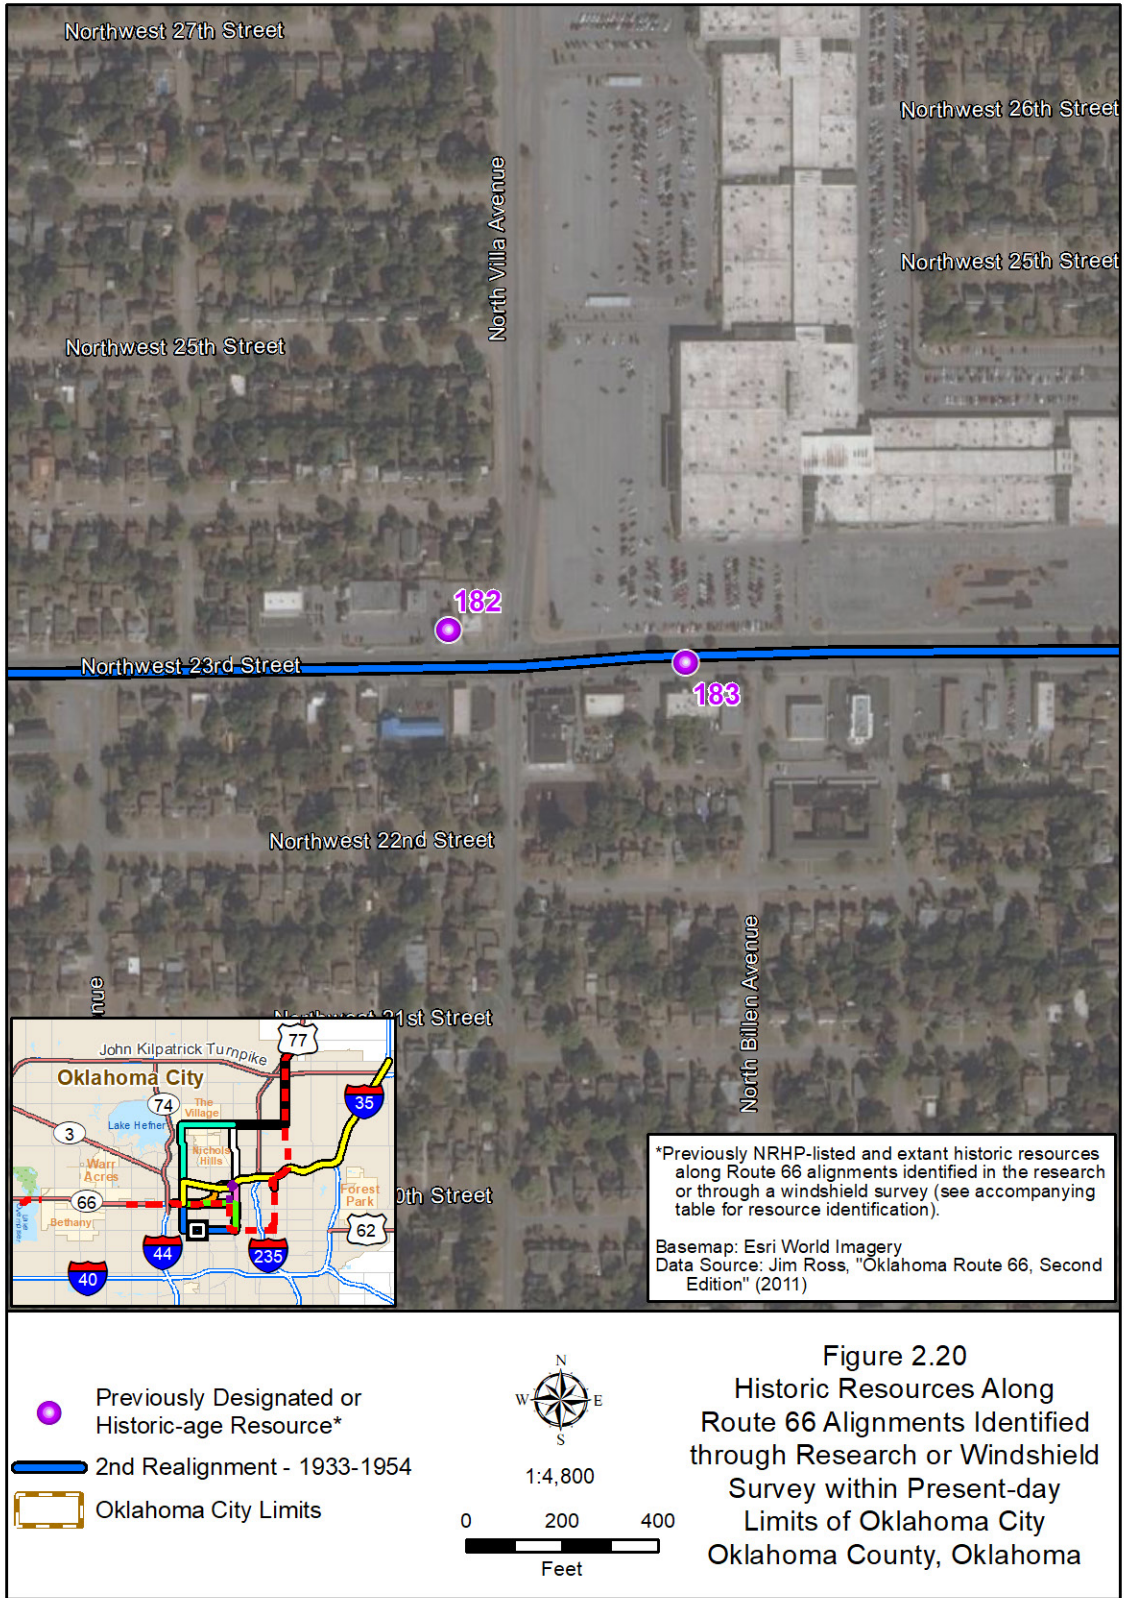 Northwest 27th Street
Northwest 26th Street
North Villa Avenue
Northwest 25th Street
Northwest 25th Street
182
Northwest 23rd Street
183
Northwest 22nd Street
North Billen Avenue
nue
Northwest 21st Street
0th Street
77
John Kilpatrick Turnpike
Oklahoma City
35
74
The
Village
Lake Hefner
3
Nichols
Hills
Warr
Acres
66
Forest
Park
Bethany
62
44
235
40
*Previously NRHP-listed and extant historic resources
along Route 66 alignments identified in the research
or through a windshield survey (see accompanying
table for resource identification).
Basemap: Esri World Imagery
Data Source: Jim Ross, "Oklahoma Route 66, Second
Edition" (2011)
Previously Designated or
Historic-age Resource*
2nd Realignment - 1933-1954
Oklahoma City Limits
N
W
E
S
1:4,800
0 200 400
Feet
Figure 2.20
Historic Resources Along
Route 66 Alignments Identified
through Research or Windshield
Survey within Present-day
Limits of Oklahoma City
Oklahoma County, Oklahoma